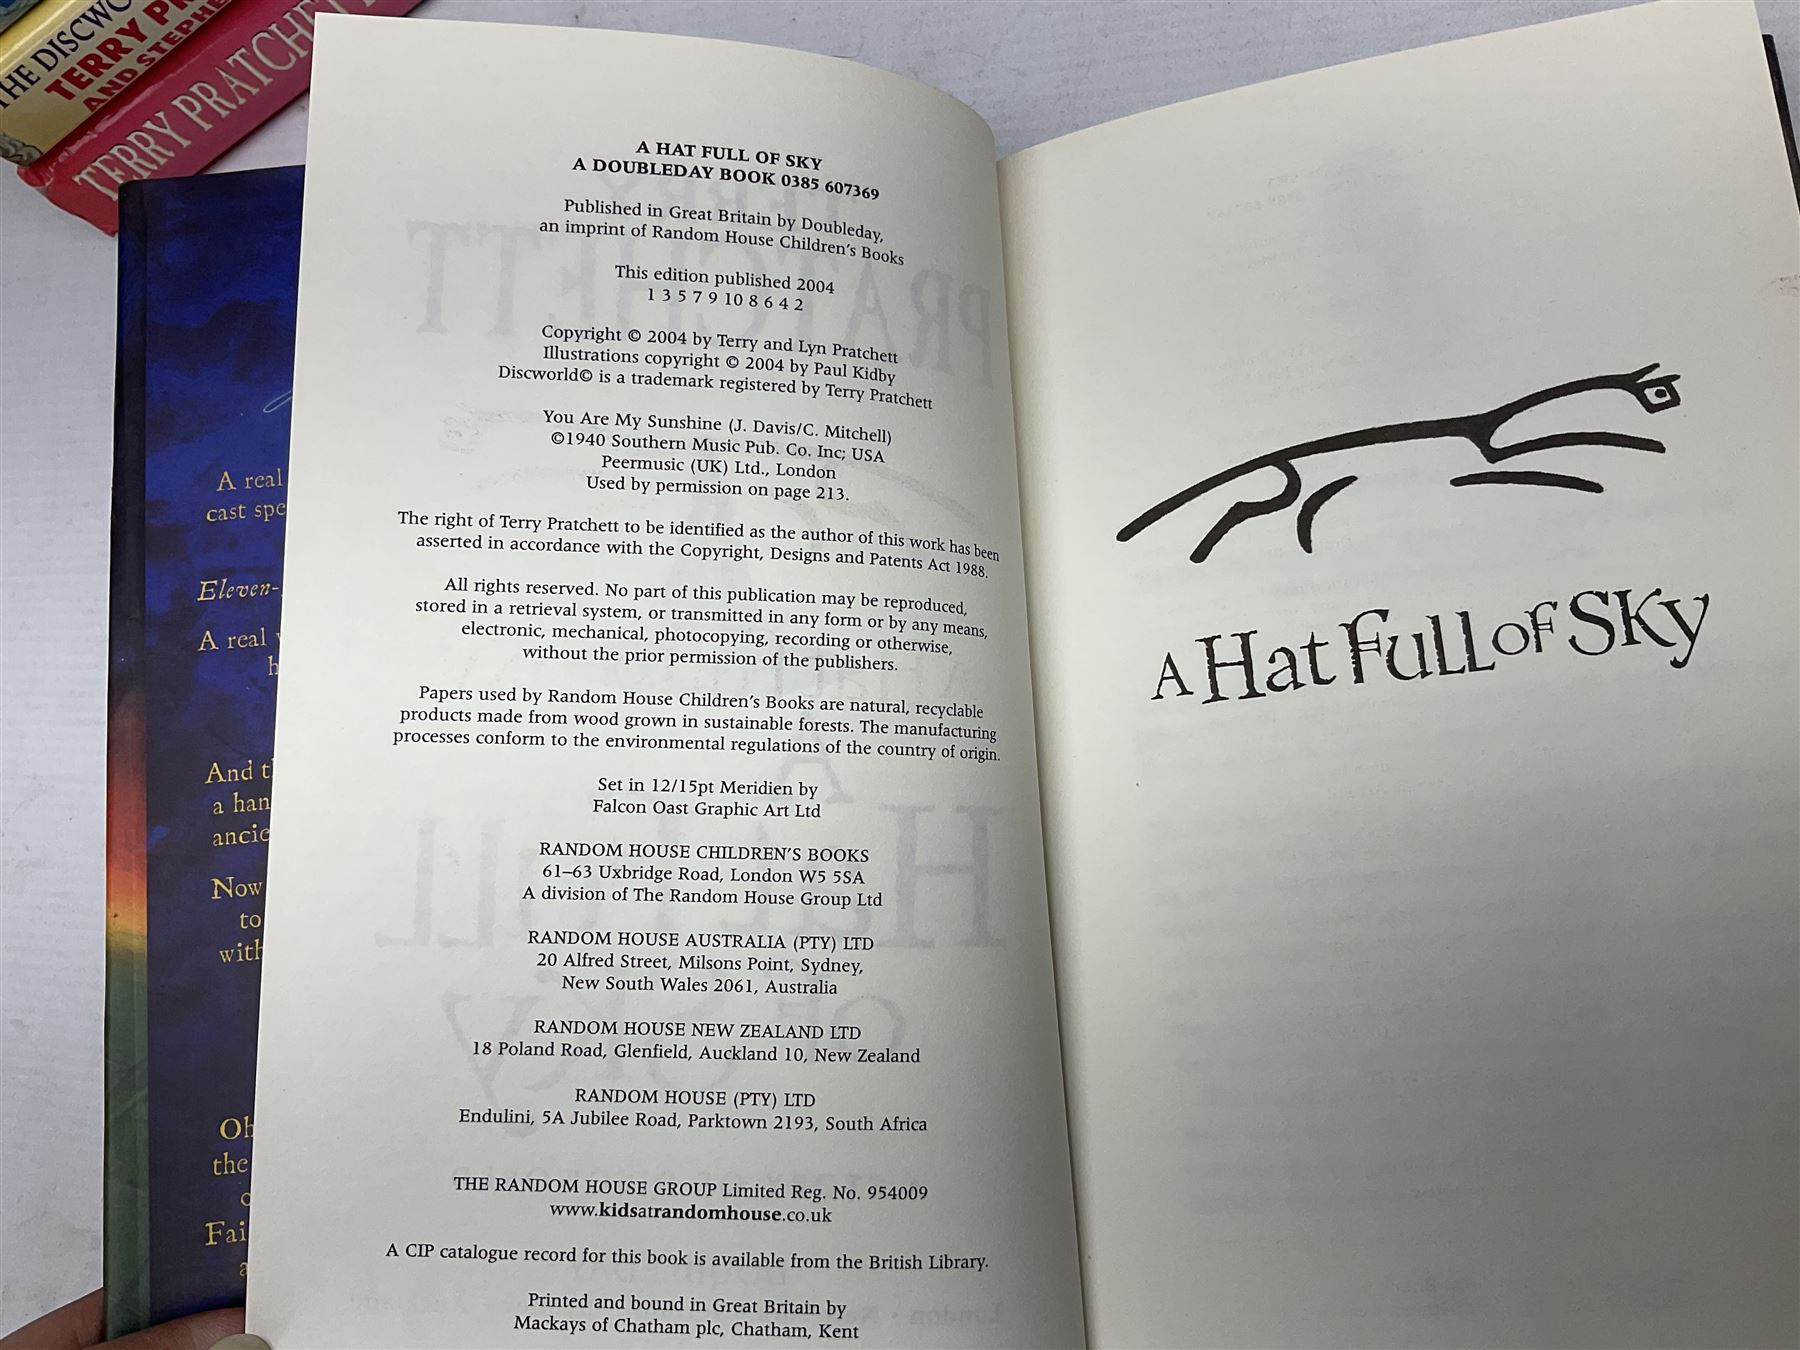 THE
TERRY
AND
TERRY PRATCHET
A real
cast
Eleven-
A real
And
a
Now
to
Oh
the
A HAT FULL OF SKY
A DOUBLEDAY BOOK 0385 607369
Published in Great Britain by Doubleday,
an imprint of Random House Children's Books
This edition published 2004
1 3 5 7 9 10 8 6 4 2
Copyright © 2004 by Terry and Lyn Pratchett
Illustrations copyright © 2004 by Paul Kidby
Discworld© is a trademark registered by Terry Pratchett
You Are My Sunshine (J. Davis/C. Mitchell)
©1940 Southern Music Pub. Co. Inc; USA
Peermusic (UK) Ltd., London
Used by permission on page 213.
The right of Terry Pratchett to be identified as the author of this work has been
asserted in accordance with the Copyright, Designs and Patents Act 1988.
All rights reserved. No part of this publication may be reproduced,
stored in a retrieval system, or transmitted in any form or by any means,
electronic, mechanical, photocopying, recording or otherwise,
without the prior permission of the publishers.
Papers used by Random House Children's Books are natural, recyclable
products made from wood grown in sustainable forests. The manufacturing
processes conform to the environmental regulations of the country of origin.
Set in 12/15pt Meridien by
Falcon Oast Graphic Art Ltd
RANDOM HOUSE CHILDREN'S BOOKS
61–63 Uxbridge Road, London W5 5SA
A division of The Random House Group Ltd
RANDOM HOUSE AUSTRALIA (PTY) LTD
20 Alfred Street, Milsons Point, Sydney,
New South Wales 2061, Australia
RANDOM HOUSE NEW ZEALAND LTD
18 Poland Road, Glenfield, Auckland 10, New Zealand
RANDOM HOUSE (PTY) LTD
Endulini, 5A Jubilee Road, Parktown 2193, South Africa
THE RANDOM HOUSE GROUP Limited Reg. No. 954009
www.kidsatrandomhouse.co.uk
A CIP catalogue record for this book is available from the British Library.
Printed and bound in Great Britain by
Mackays of Chatham plc, Chatham, Kent
A Hat Full of Sky